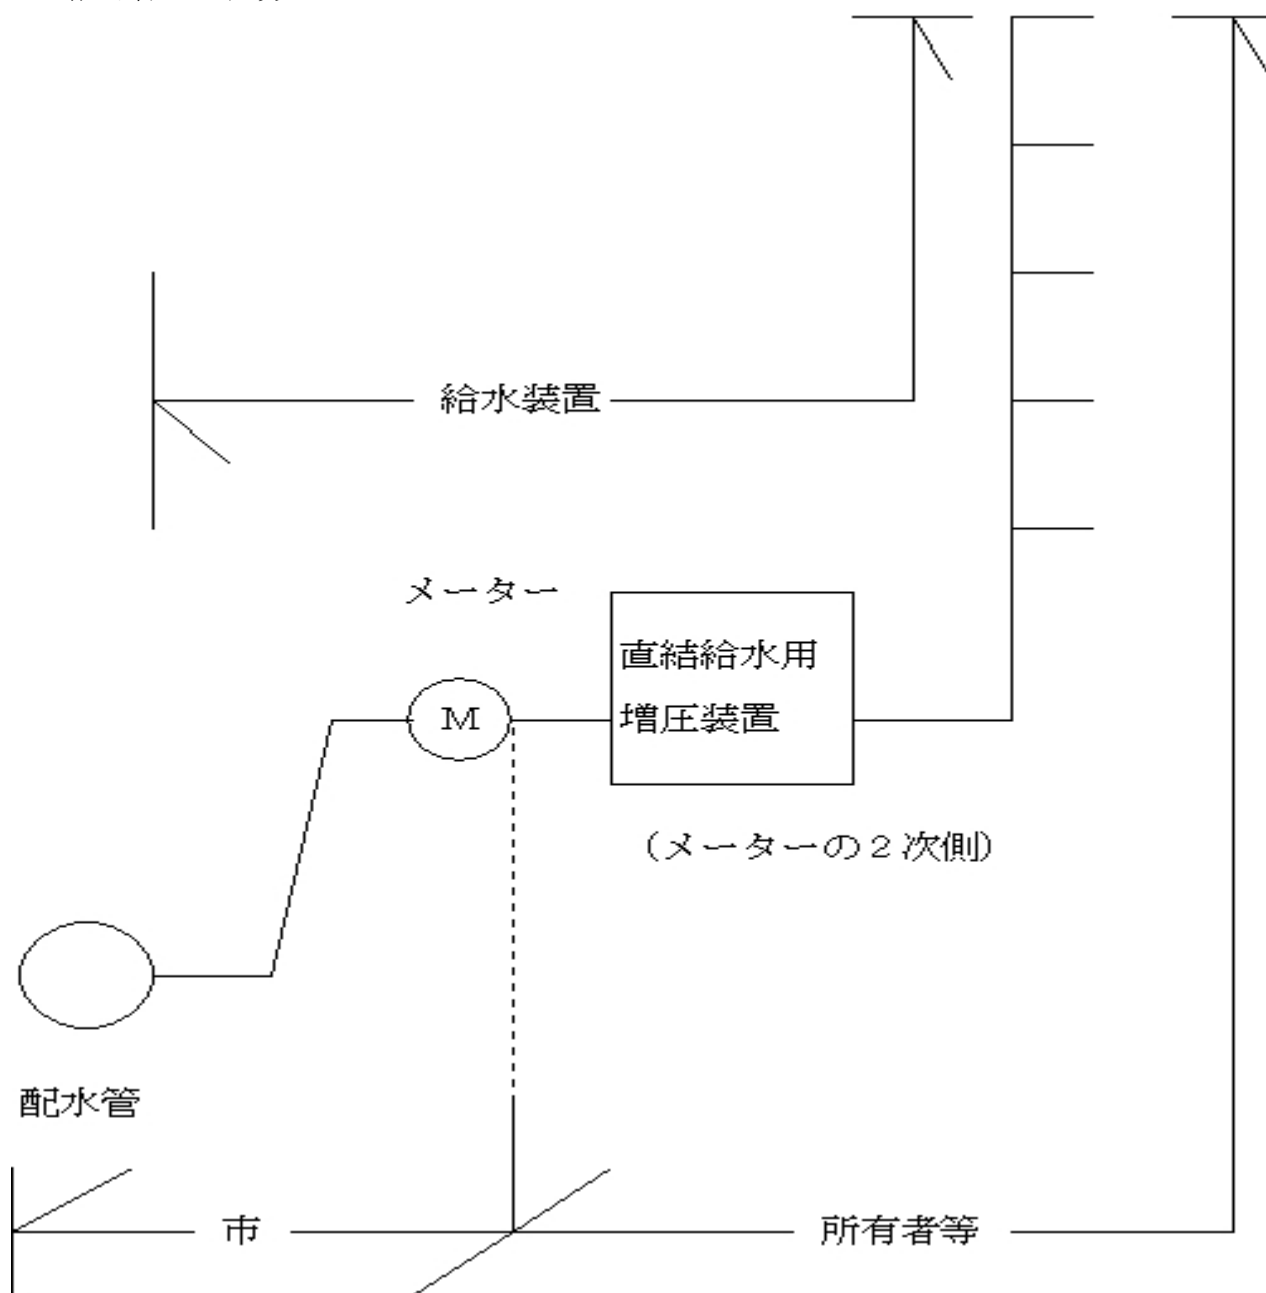 給水装置
メーター
直結給水用
M
増圧装置
（メーターの２次側）
配水管
市
所有者等